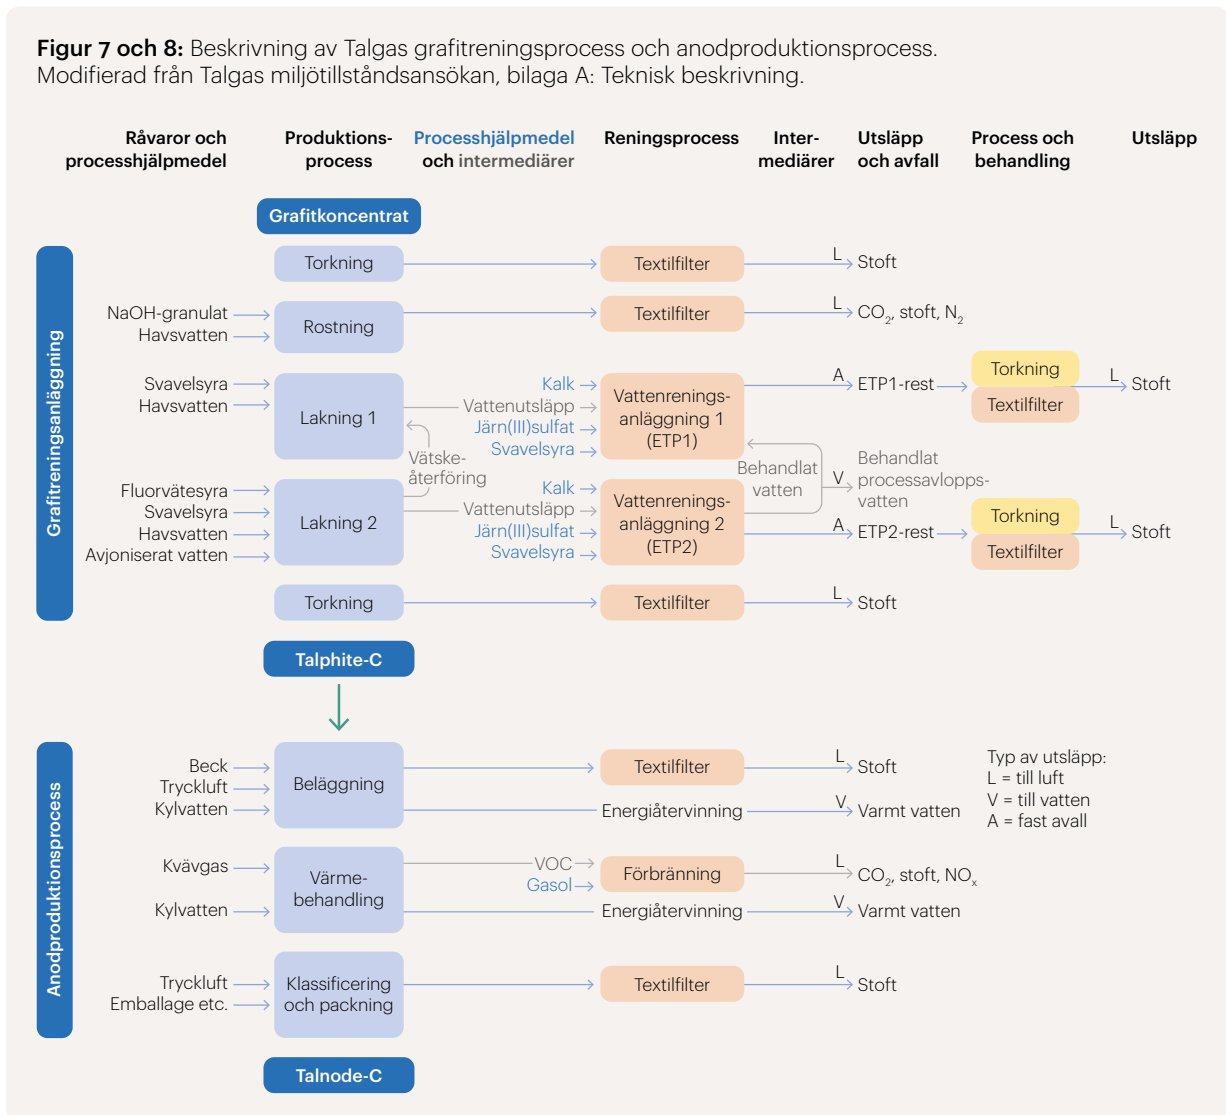 Figur 7 och 8: Beskrivning av Talgas grafitreningsprocess och anodproduktionsprocess.
Modifierad från Talgas miljötillståndsansökan, bilaga A: Teknisk beskrivning.
Råvaror och
processhjälpmedel
Produktions-
process
Processhjälpmedel
och intermediärer
Reningsprocess
Inter-
mediärer
Utsläpp
och avfall
Process och
behandling
Utsläpp
Grafitreningsanläggning
Grafitkoncentrat
Torkning
Textilfilter
L
Stoft
NaOH-granulat
Havsvatten
Rostning
Textilfilter
L
CO2, stoft, N2
Svavelsyra
Havsvatten
Lakning 1
Kalk
Vattenutsläpp
Järn(III)sulfat
Svavelsyra
Vattenrenings-
anläggning 1
(ETP1)
A
ETP1-rest
Torkning
Textilfilter
L
Stoft
Vätske-
återföring
Behandlat
vatten
V
Behandlat
processavlopps-
vatten
Fluorvätesyra
Svavelsyra
Havsvatten
Avjoniserat vatten
Lakning 2
Kalk
Vattenutsläpp
Järn(III)sulfat
Svavelsyra
Vattenrenings-
anläggning 2
(ETP2)
A
ETP2-rest
Torkning
Textilfilter
L
Stoft
Torkning
Textilfilter
L
Stoft
Talphite-C
Anodproduktionsprocess
Beck
Tryckluft
Kylvatten
Beläggning
Textilfilter
L
Stoft
Energiåtervinning
V
Varmt vatten
Typ av utsläpp:
L = till luft
V = till vatten
A = fast avall
Kvävgas
Kylvatten
Värme-
behandling
VOC
Gasol
Förbränning
L
CO2, stoft, NOx
Energiåtervinning
V
Varmt vatten
Tryckluft
Emballage etc.
Klassificering
och packning
Textilfilter
L
Stoft
Talnode-C